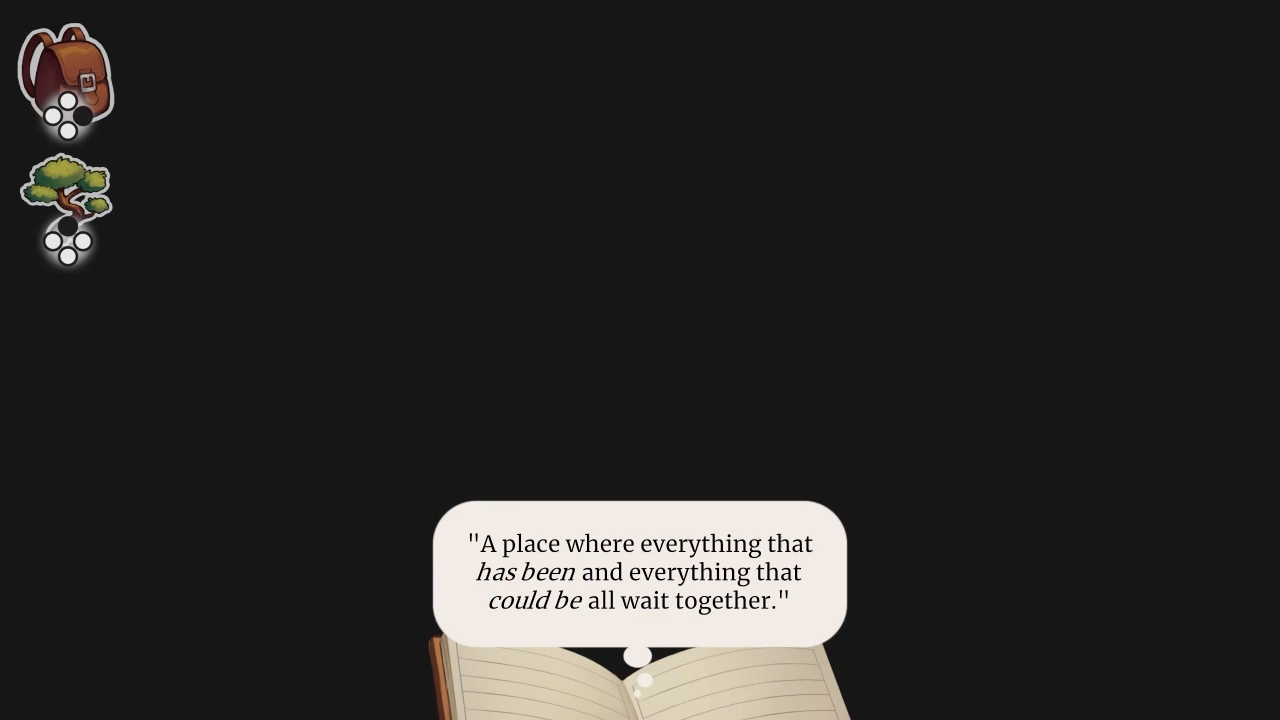 "A place where everything that
has been and everything that
could be all wait together."